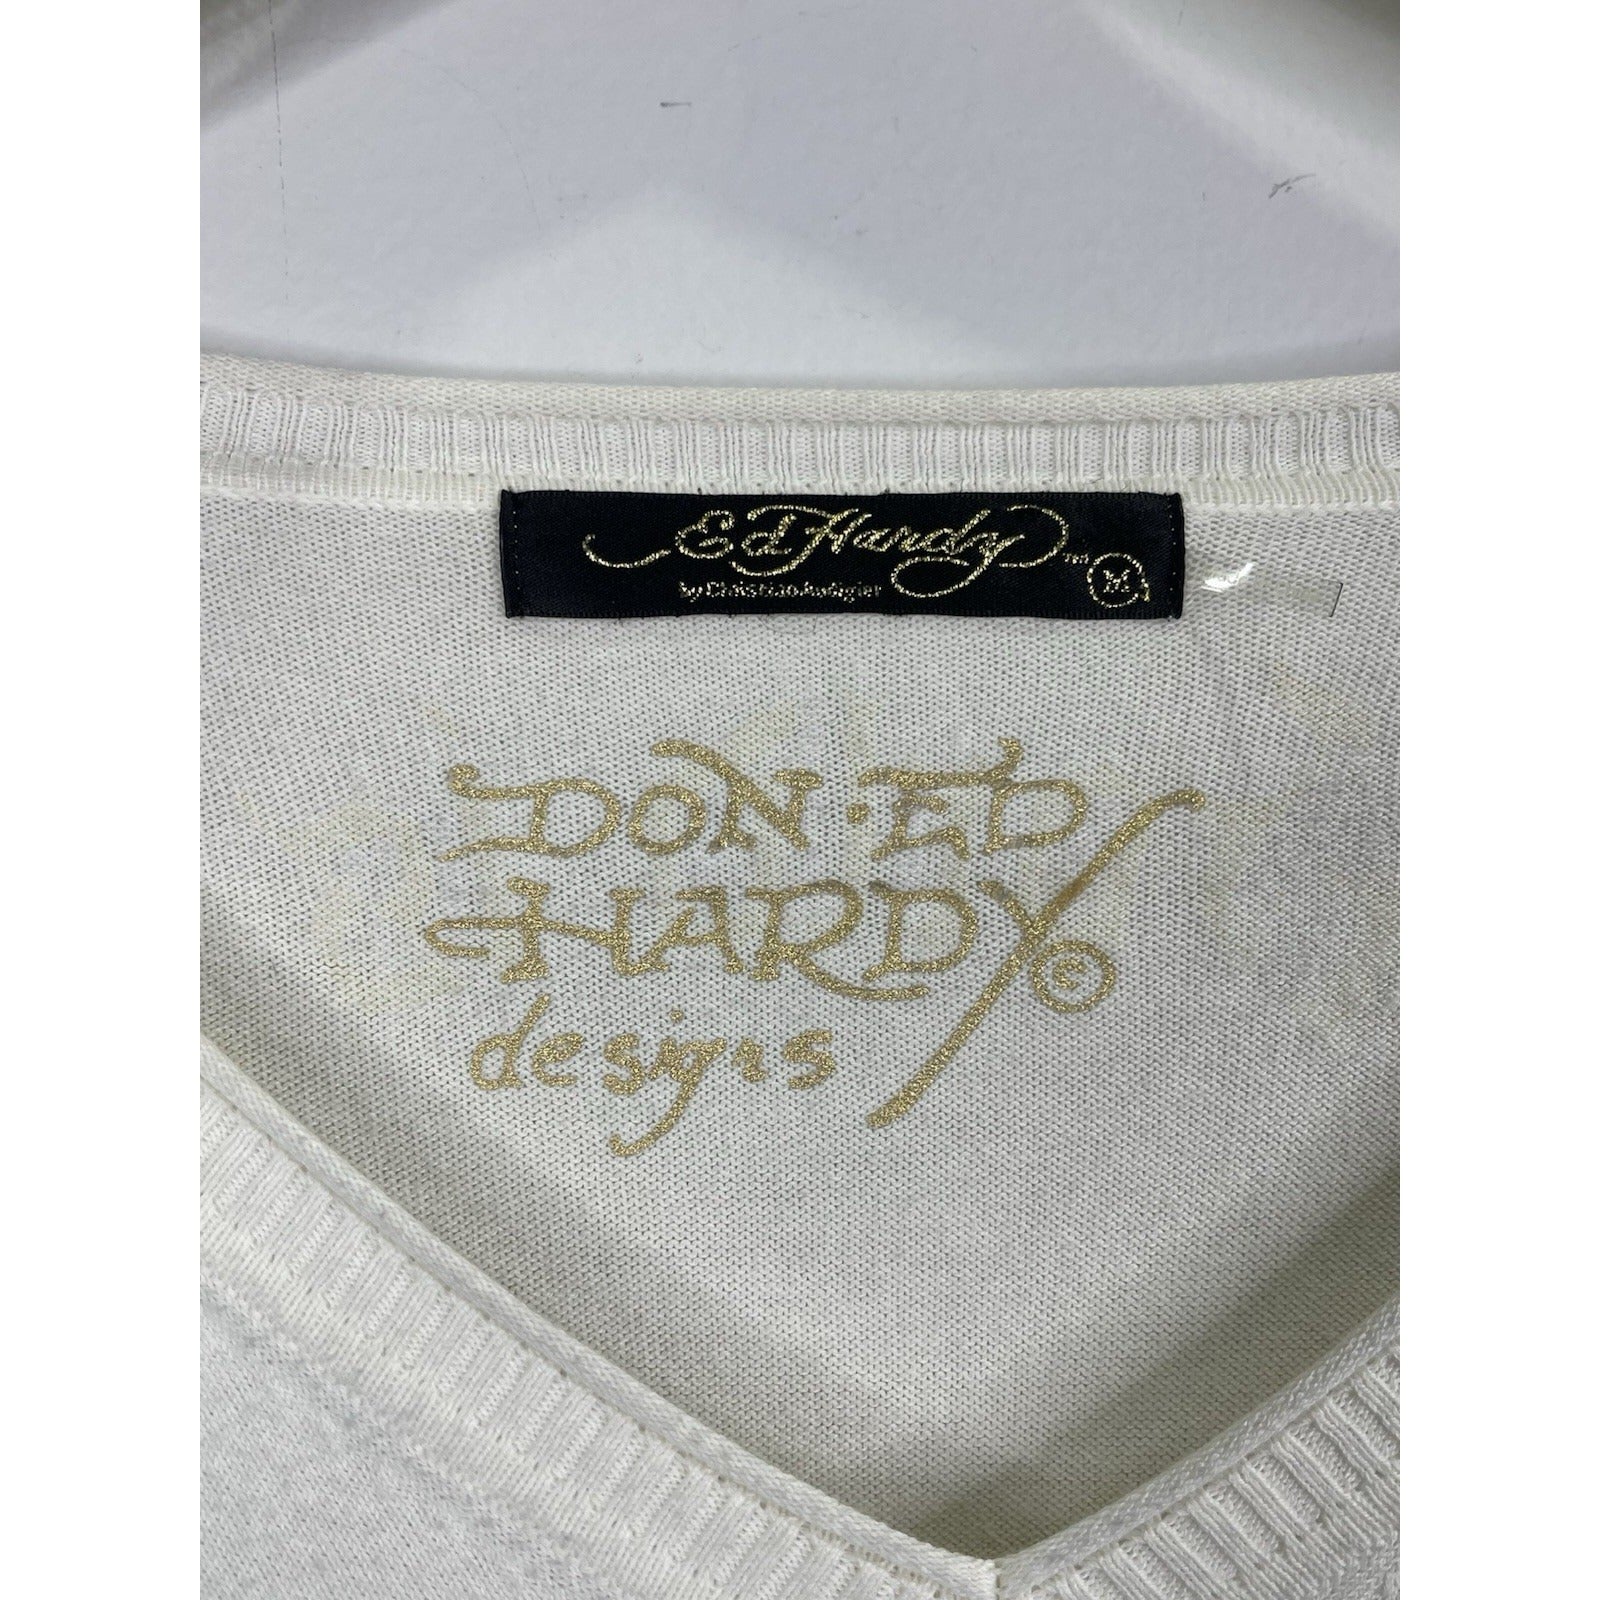 Ed Hardy™ M
by Christian Audigier
DON·ED
HARDY ©
designs